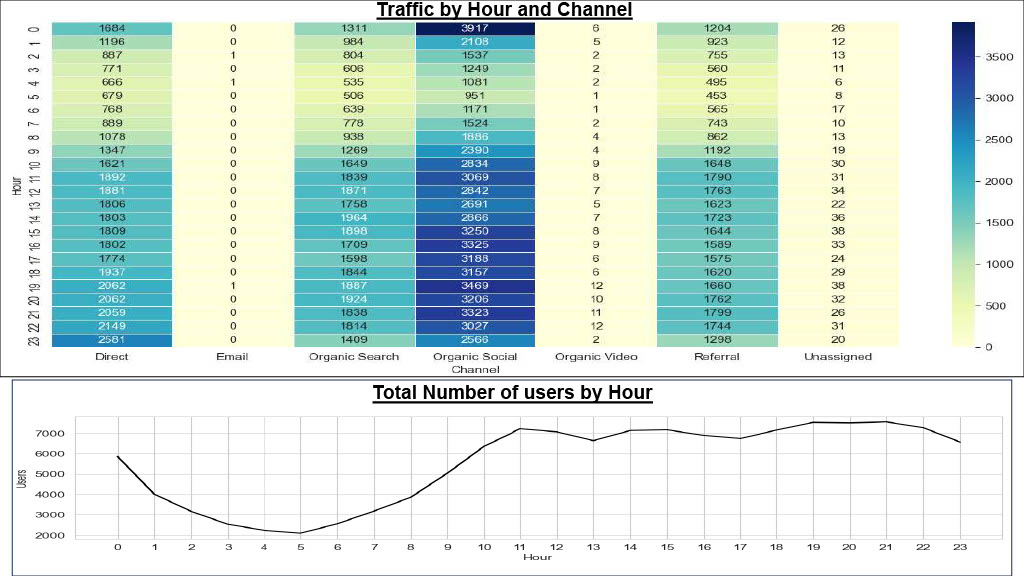 Traffic by Hour and Channel
0 1684 0 1311 3917 6 1204 26
1 1196 0 984 2108 5 923 12
2 887 1 804 1537 2 755 13
3 771 0 606 1249 2 560 11
4 666 1 535 1081 2 495 6
5 679 0 506 951 1 453 8
6 768 0 639 1171 1 565 17
7 889 0 778 1524 2 743 10
8 1078 0 938 1886 4 862 13
9 1347 0 1269 2390 4 1192 19
10 1621 0 1649 2834 9 1648 30
11 1892 0 1839 3069 8 1790 31
12 1881 0 1871 2842 7 1763 34
13 1806 0 1758 2691 5 1623 22
14 1803 0 1964 2866 7 1723 36
15 1809 0 1898 3250 8 1644 38
16 1802 0 1709 3325 9 1589 33
17 1774 0 1598 3188 6 1575 24
18 1937 0 1844 3157 6 1620 29
19 2062 1 1887 3469 12 1660 38
20 2062 0 1924 3206 10 1762 32
21 2059 0 1838 3323 11 1799 26
22 2149 0 1814 3027 12 1744 31
23 2581 0 1409 2566 2 1298 20
Hour
Direct Email Organic Search Organic Social Organic Video Referral Unassigned
Channel
3500
3000
2500
2000
1500
1000
500
0
Total Number of users by Hour
7000
6000
5000
4000
3000
2000
Users
0 1 2 3 4 5 6 7 8 9 10 11 12 13 14 15 16 17 18 19 20 21 22 23
Hour